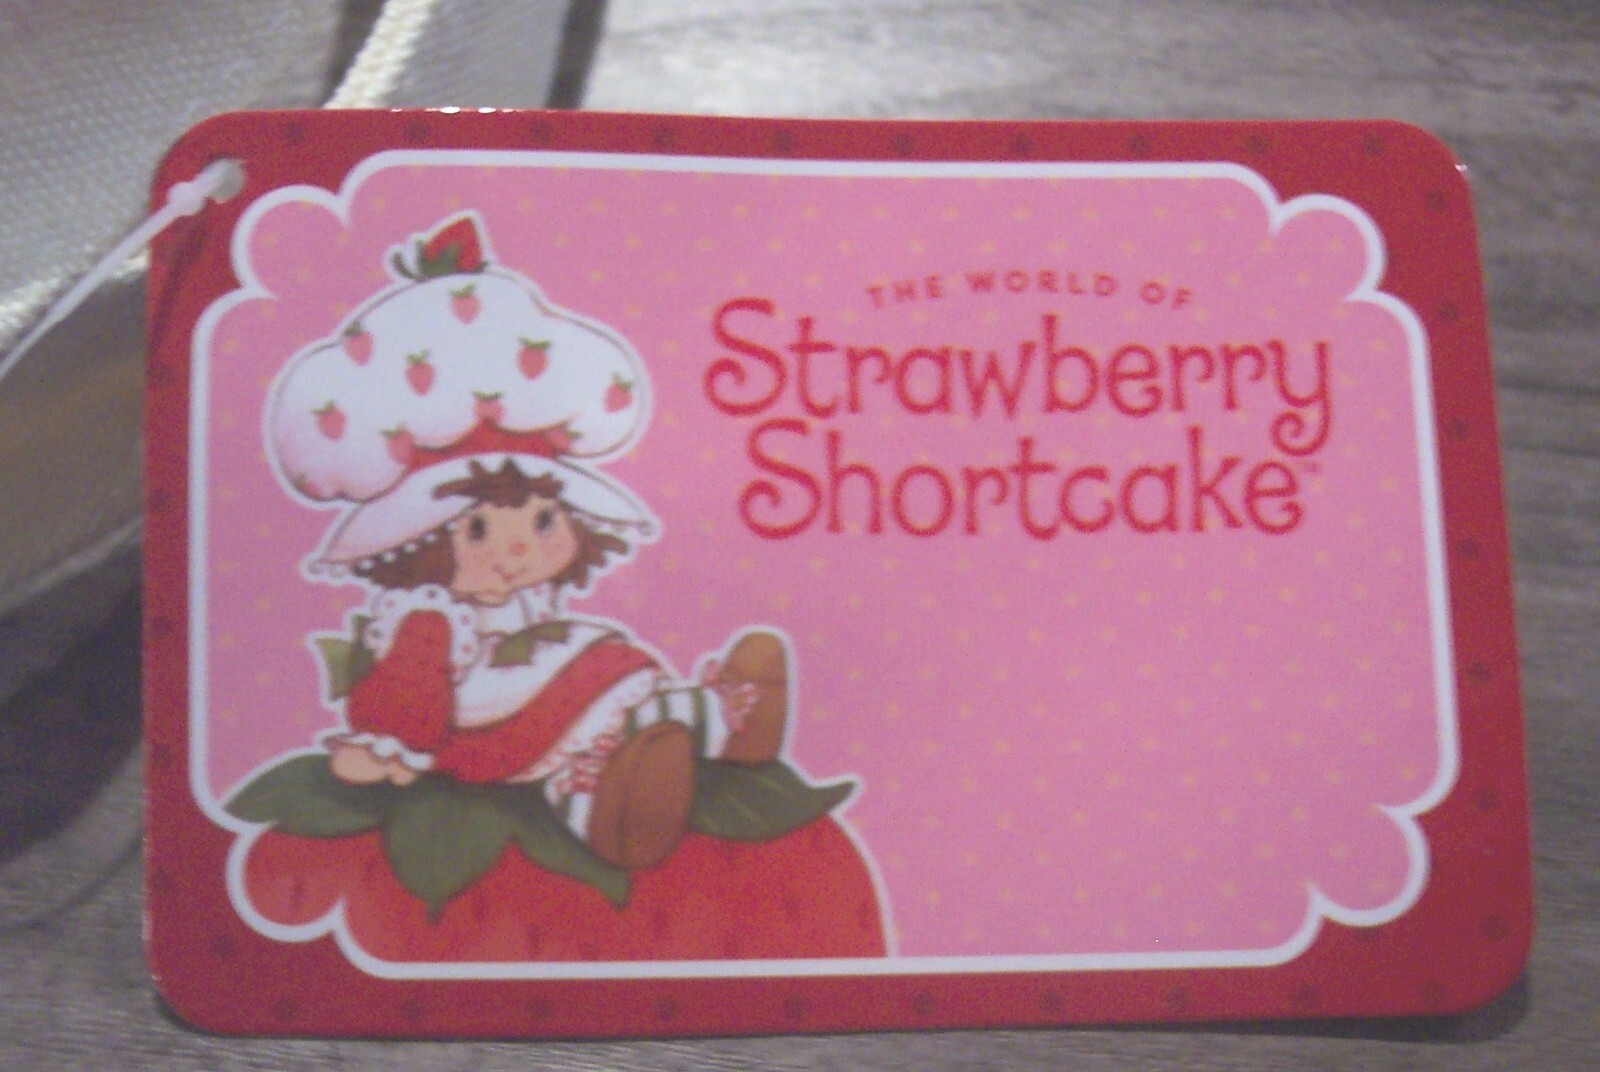 THE WORLD OF
Strawberry
Shortcake™